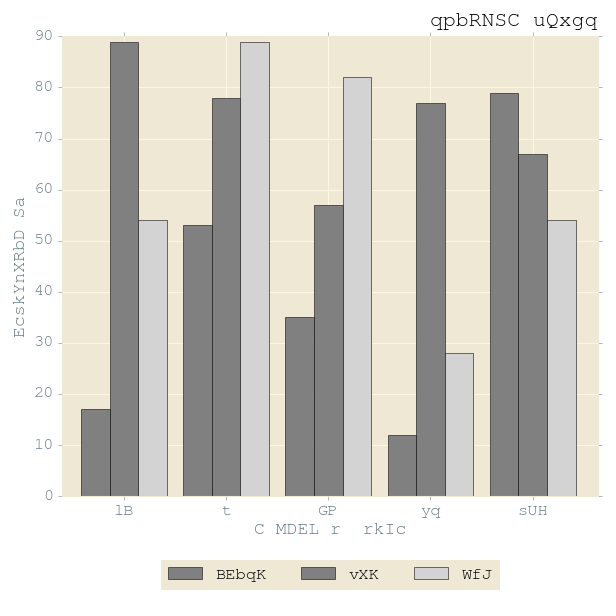 qpbRNSC uQxgq
90
80
70
60
50
40
30
20
10
0
EcskYnXRbD Sa
lB t GP yq sUH
C MDEL r rkIc
BEbqK vXK WfJ